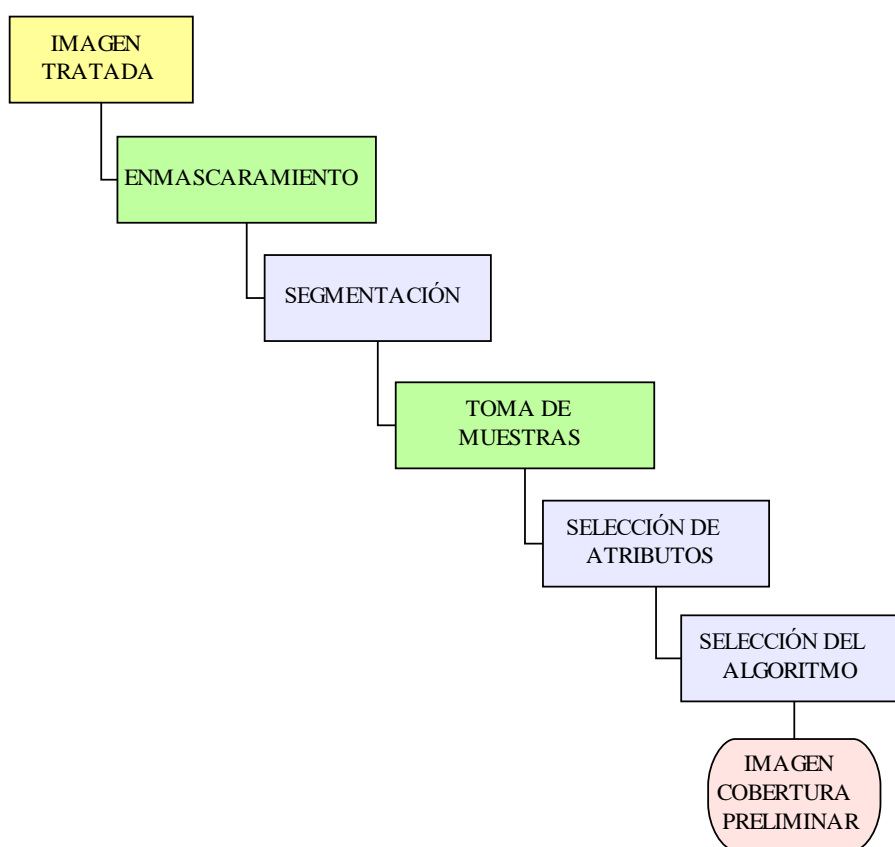 IMAGEN
TRATADA
ENMASCARAMIENTO
SEGMENTACIÓN
TOMA DE
MUESTRAS
SELECCIÓN DE
ATRIBUTOS
SELECCIÓN DEL
ALGORITMO
IMAGEN
COBERTURA
PRELIMINAR